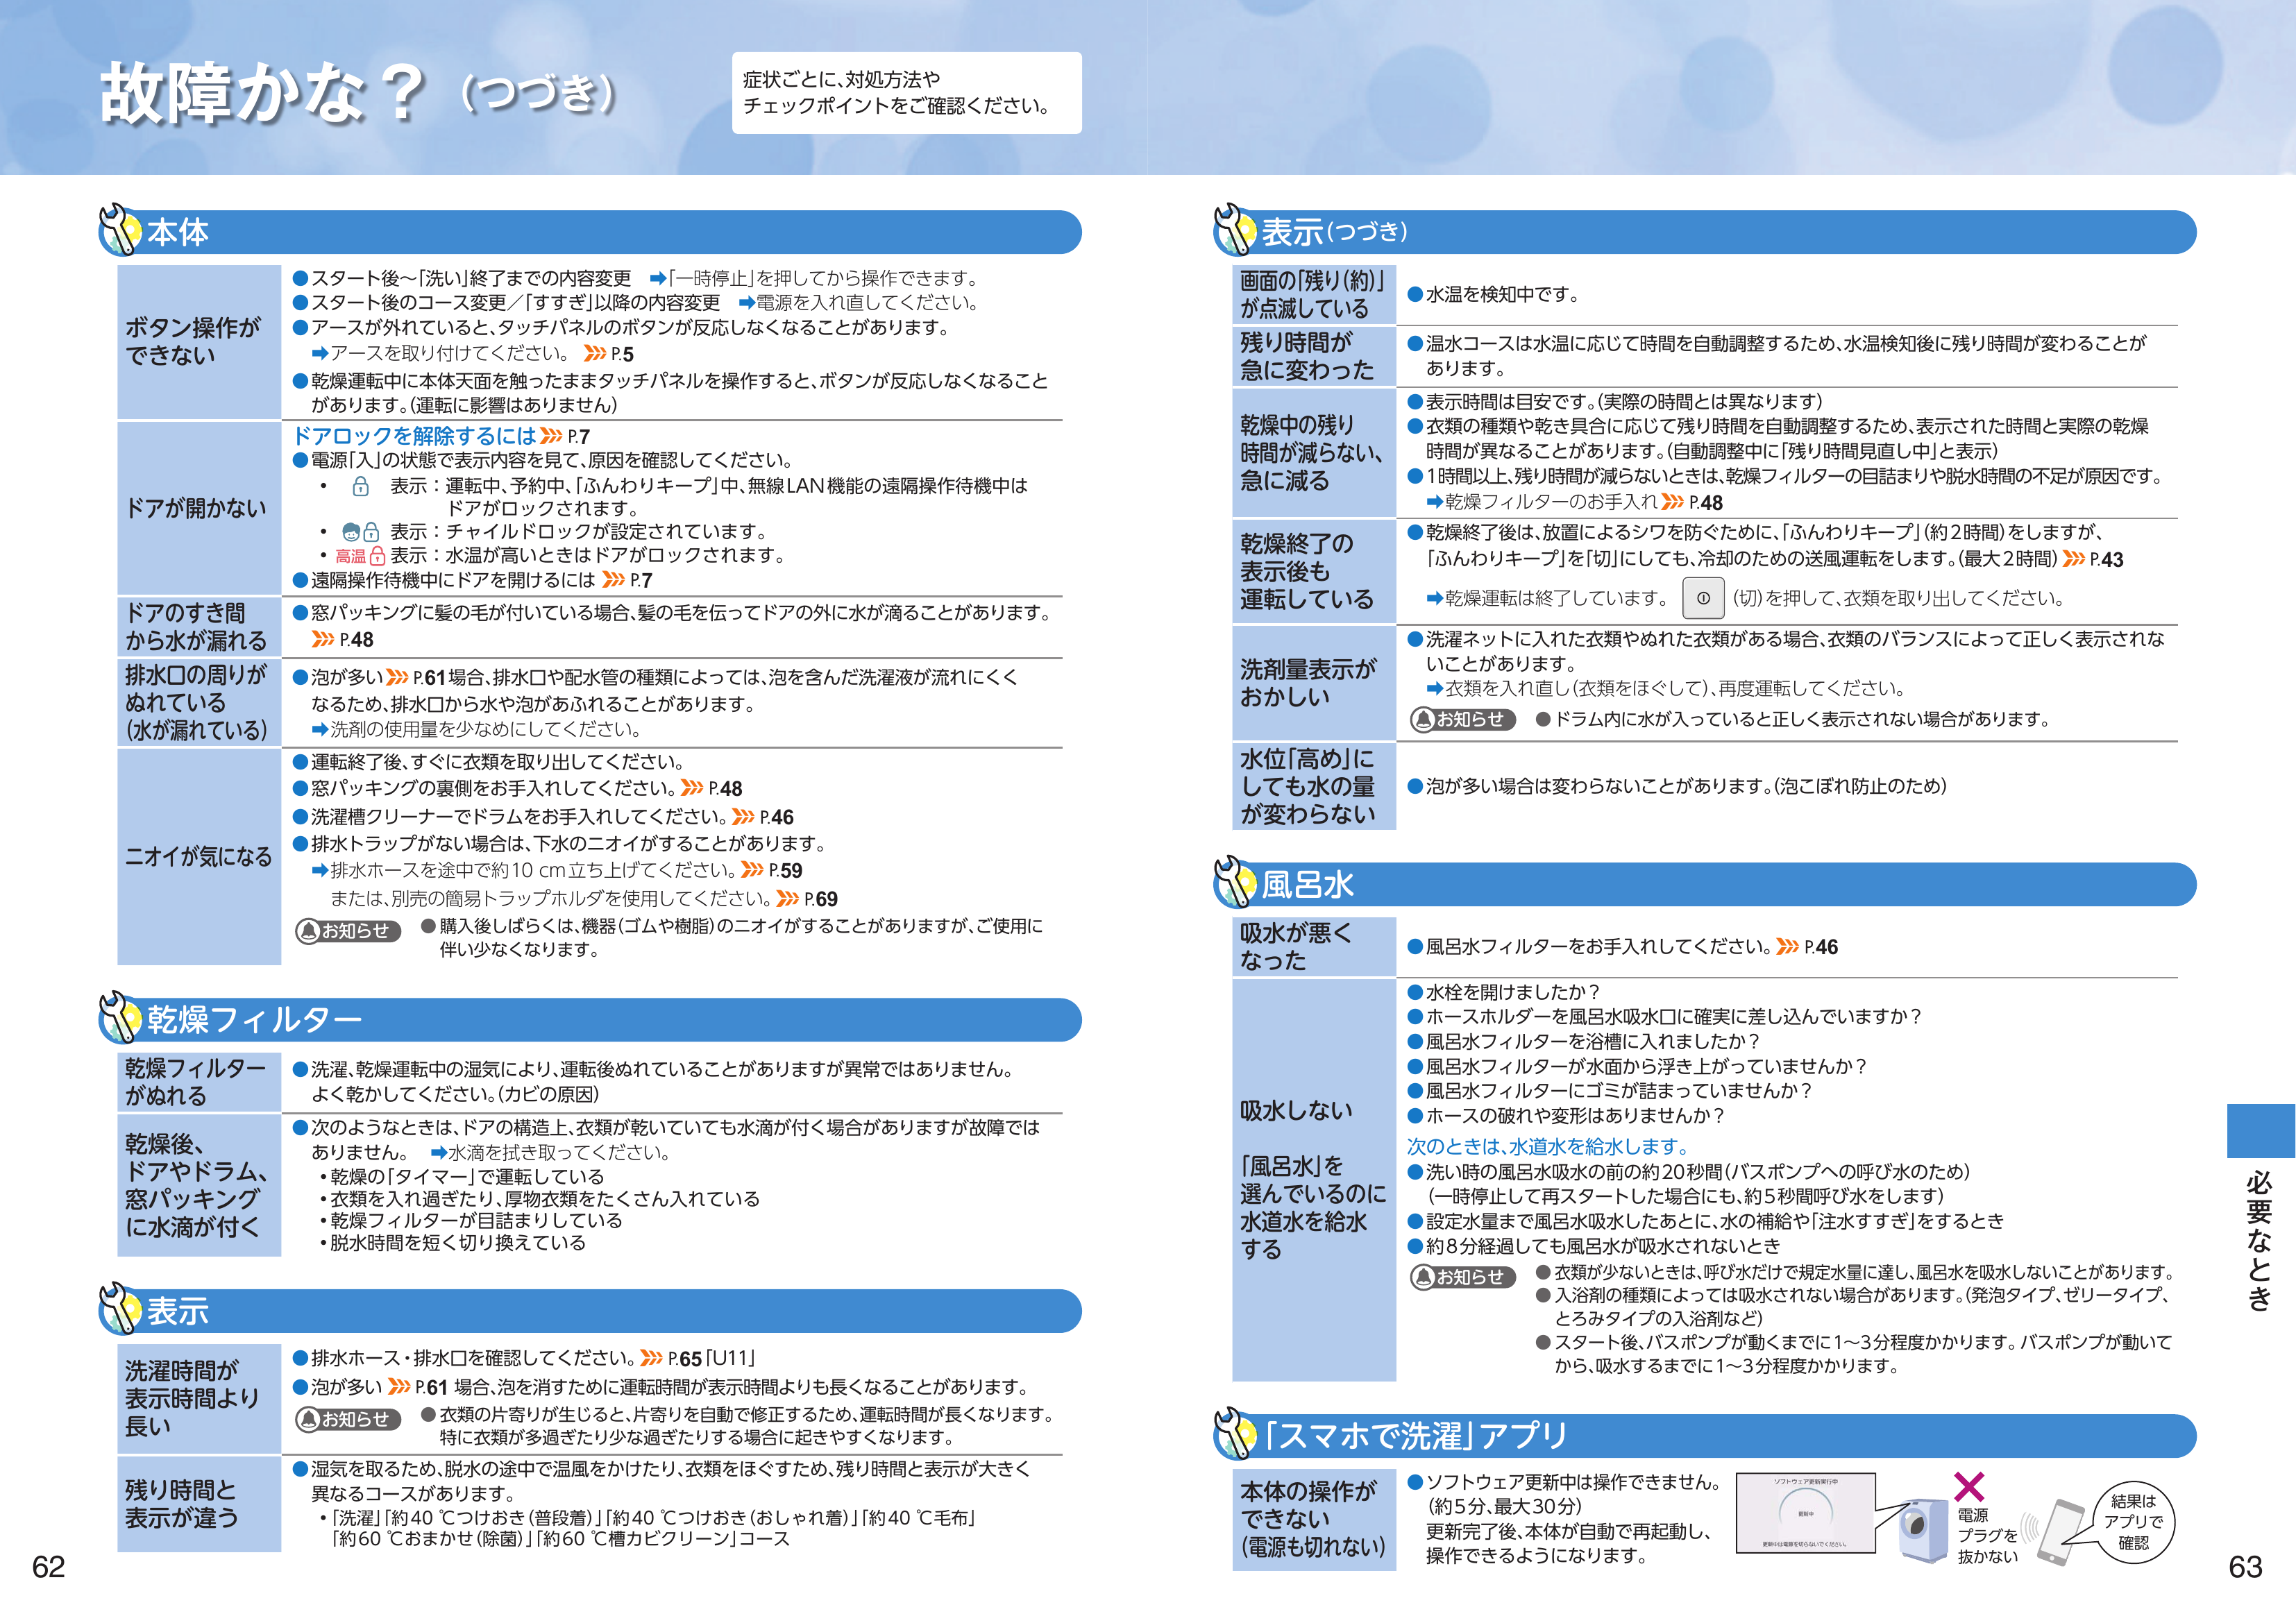 故障かな？（つづき）
症状ごとに、対処方法や
チェックポイントをご確認ください。
本体
ボタン操作が
できない
●スタート後～「洗い」終了までの内容変更　➡「一時停止」を押してから操作できます。
●スタート後のコース変更／「すすぎ」以降の内容変更　➡電源を入れ直してください。
●アースが外れていると、タッチパネルのボタンが反応しなくなることがあります。
➡アースを取り付けてください。 P.5
●乾燥運転中に本体天面を触ったままタッチパネルを操作すると、ボタンが反応しなくなること
があります。（運転に影響はありません）
ドアが開かない
ドアロックを解除するには P.7
●電源「入」の状態で表示内容を見て、原因を確認してください。
・ 表示：運転中、予約中、「ふんわりキープ」中、無線LAN機能の遠隔操作待機中は
ドアがロックされます。
・ 表示：チャイルドロックが設定されています。
・高温 表示：水温が高いときはドアがロックされます。
●遠隔操作待機中にドアを開けるには P.7
ドアのすき間
から水が漏れる
●窓パッキングに髪の毛が付いている場合、髪の毛を伝ってドアの外に水が滴ることがあります。
P.48
排水口の周りが
ぬれている
（水が漏れている）
●泡が多い P.61場合、排水口や配水管の種類によっては、泡を含んだ洗濯液が流れにくく
なるため、排水口から水や泡があふれることがあります。
➡洗剤の使用量を少なめにしてください。
ニオイが気になる
●運転終了後、すぐに衣類を取り出してください。
●窓パッキングの裏側をお手入れしてください。 P.48
●洗濯槽クリーナーでドラムをお手入れしてください。 P.46
●排水トラップがない場合は、下水のニオイがすることがあります。
➡排水ホースを途中で約10 cm立ち上げてください。 P.59
または、別売の簡易トラップホルダを使用してください。 P.69
お知らせ ●購入後しばらくは、機器（ゴムや樹脂）のニオイがすることがありますが、ご使用に
伴い少なくなります。
乾燥フィルター
乾燥フィルター
がぬれる
●洗濯、乾燥運転中の湿気により、運転後ぬれていることがありますが異常ではありません。
よく乾かしてください。（カビの原因）
乾燥後、
ドアやドラム、
窓パッキング
に水滴が付く
●次のようなときは、ドアの構造上、衣類が乾いていても水滴が付く場合がありますが故障では
ありません。　➡水滴を拭き取ってください。
・乾燥の「タイマー」で運転している
・衣類を入れ過ぎたり、厚物衣類をたくさん入れている
・乾燥フィルターが目詰まりしている
・脱水時間を短く切り換えている
表示
洗濯時間が
表示時間より
長い
●排水ホース・排水口を確認してください。 P.65「U11」
●泡が多い P.61 場合、泡を消すために運転時間が表示時間よりも長くなることがあります。
お知らせ ●衣類の片寄りが生じると、片寄りを自動で修正するため、運転時間が長くなります。
特に衣類が多過ぎたり少な過ぎたりする場合に起きやすくなります。
残り時間と
表示が違う
●湿気を取るため、脱水の途中で温風をかけたり、衣類をほぐすため、残り時間と表示が大きく
異なるコースがあります。
・「洗濯」「約40 ℃つけおき（普段着）」「約40 ℃つけおき（おしゃれ着）」「約40 ℃毛布」
「約60 ℃おまかせ（除菌）」「約60 ℃槽カビクリーン」コース
62
表示（つづき）
画面の「残り（約）」
が点滅している
●水温を検知中です。
残り時間が
急に変わった
●温水コースは水温に応じて時間を自動調整するため、水温検知後に残り時間が変わることが
あります。
乾燥中の残り
時間が減らない、
急に減る
●表示時間は目安です。（実際の時間とは異なります）
●衣類の種類や乾き具合に応じて残り時間を自動調整するため、表示された時間と実際の乾燥
時間が異なることがあります。（自動調整中に「残り時間見直し中」と表示）
●1時間以上、残り時間が減らないときは、乾燥フィルターの目詰まりや脱水時間の不足が原因です。
➡乾燥フィルターのお手入れ P.48
乾燥終了の
表示後も
運転している
●乾燥終了後は、放置によるシワを防ぐために、「ふんわりキープ」（約2時間）をしますが、
「ふんわりキープ」を「切」にしても、冷却のための送風運転をします。（最大2時間） P.43
➡乾燥運転は終了しています。 （切）を押して、衣類を取り出してください。
洗剤量表示が
おかしい
●洗濯ネットに入れた衣類やぬれた衣類がある場合、衣類のバランスによって正しく表示されな
いことがあります。
➡衣類を入れ直し（衣類をほぐして）、再度運転してください。
お知らせ ●ドラム内に水が入っていると正しく表示されない場合があります。
水位「高め」に
しても水の量
が変わらない
●泡が多い場合は変わらないことがあります。（泡こぼれ防止のため）
風呂水
吸水が悪く
なった
●風呂水フィルターをお手入れしてください。 P.46
吸水しない
「風呂水」を
選んでいるのに
水道水を給水
する
●水栓を開けましたか？
●ホースホルダーを風呂水吸水口に確実に差し込んでいますか？
●風呂水フィルターを浴槽に入れましたか？
●風呂水フィルターが水面から浮き上がっていませんか？
●風呂水フィルターにゴミが詰まっていませんか？
●ホースの破れや変形はありませんか？
次のときは、水道水を給水します。
●洗い時の風呂水吸水の前の約20秒間（バスポンプへの呼び水のため）
（一時停止して再スタートした場合にも、約5秒間呼び水をします）
●設定水量まで風呂水吸水したあとに、水の補給や「注水すすぎ」をするとき
●約8分経過しても風呂水が吸水されないとき
お知らせ ●衣類が少ないときは、呼び水だけで規定水量に達し、風呂水を吸水しないことがあります。
●入浴剤の種類によっては吸水されない場合があります。（発泡タイプ、ゼリータイプ、
とろみタイプの入浴剤など）
●スタート後、バスポンプが動くまでに1～3分程度かかります。バスポンプが動いて
から、吸水するまでに1～3分程度かかります。
「スマホで洗濯」アプリ
本体の操作が
できない
（電源も切れない）
●ソフトウェア更新中は操作できません。
（約5分、最大30分）
更新完了後、本体が自動で再起動し、
操作できるようになります。
ソフトウェア更新実行中
更新中
更新中は電源を切らないでください。
電源
プラグを
抜かない
結果は
アプリで
確認
必要なとき
63